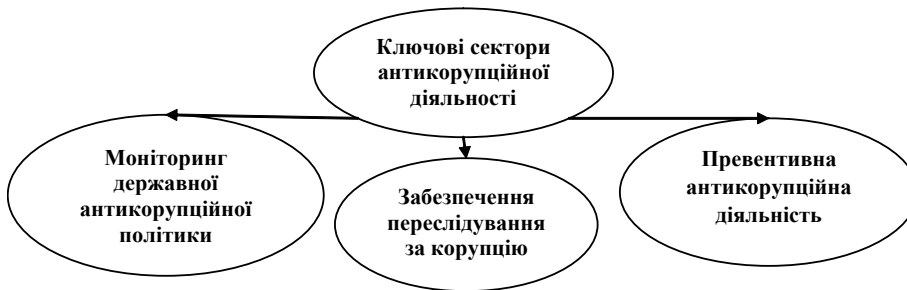 Ключові сектори
антикорупційної
діяльності
Моніторинг
державної
антикорупційної
політики
Забезпечення
переслідування
за корупцію
Превентивна
антикорупційна
діяльність